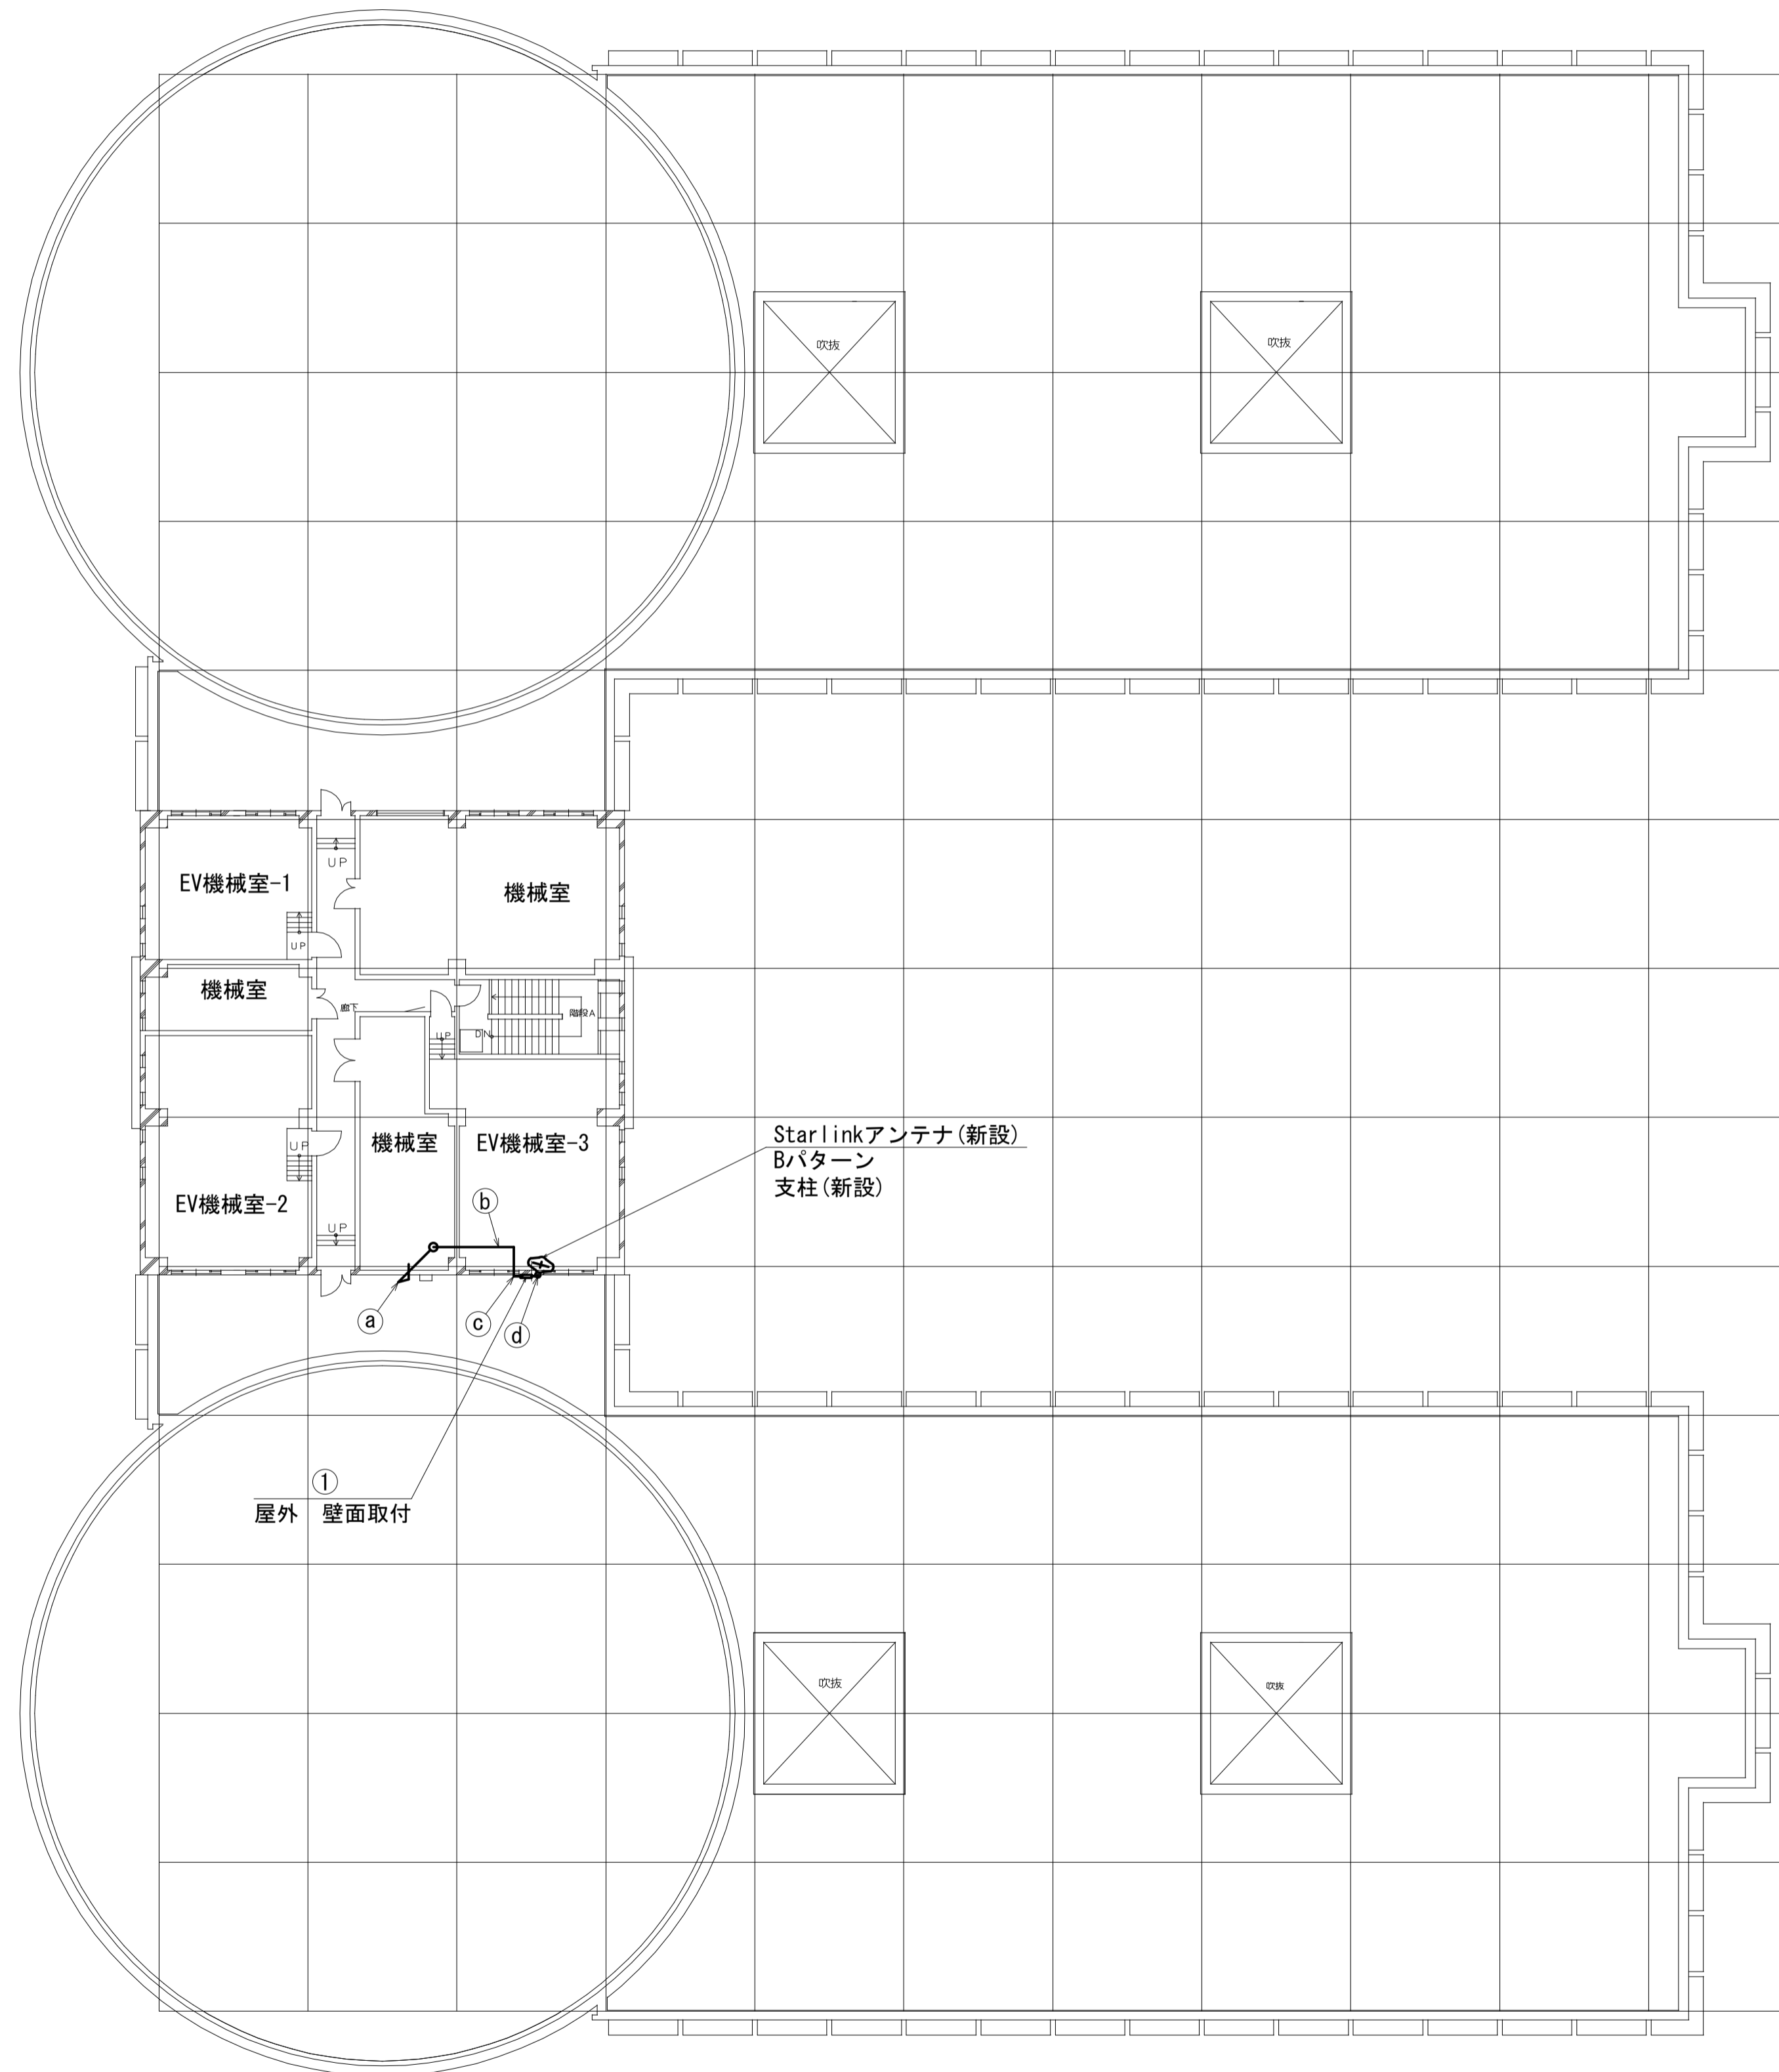 吹抜
吹抜
UP
EV機械室-1
機械室
UP
機械室
廊下
階段A
UP
DN
Starlinkアンテナ(新設)
Bパターン
支柱(新設)
機械室
EV機械室-3
UP
EV機械室-2
ⓑ
UP
ⓐ
ⓒ
ⓓ
①
屋外 壁面取付
吹抜
吹抜